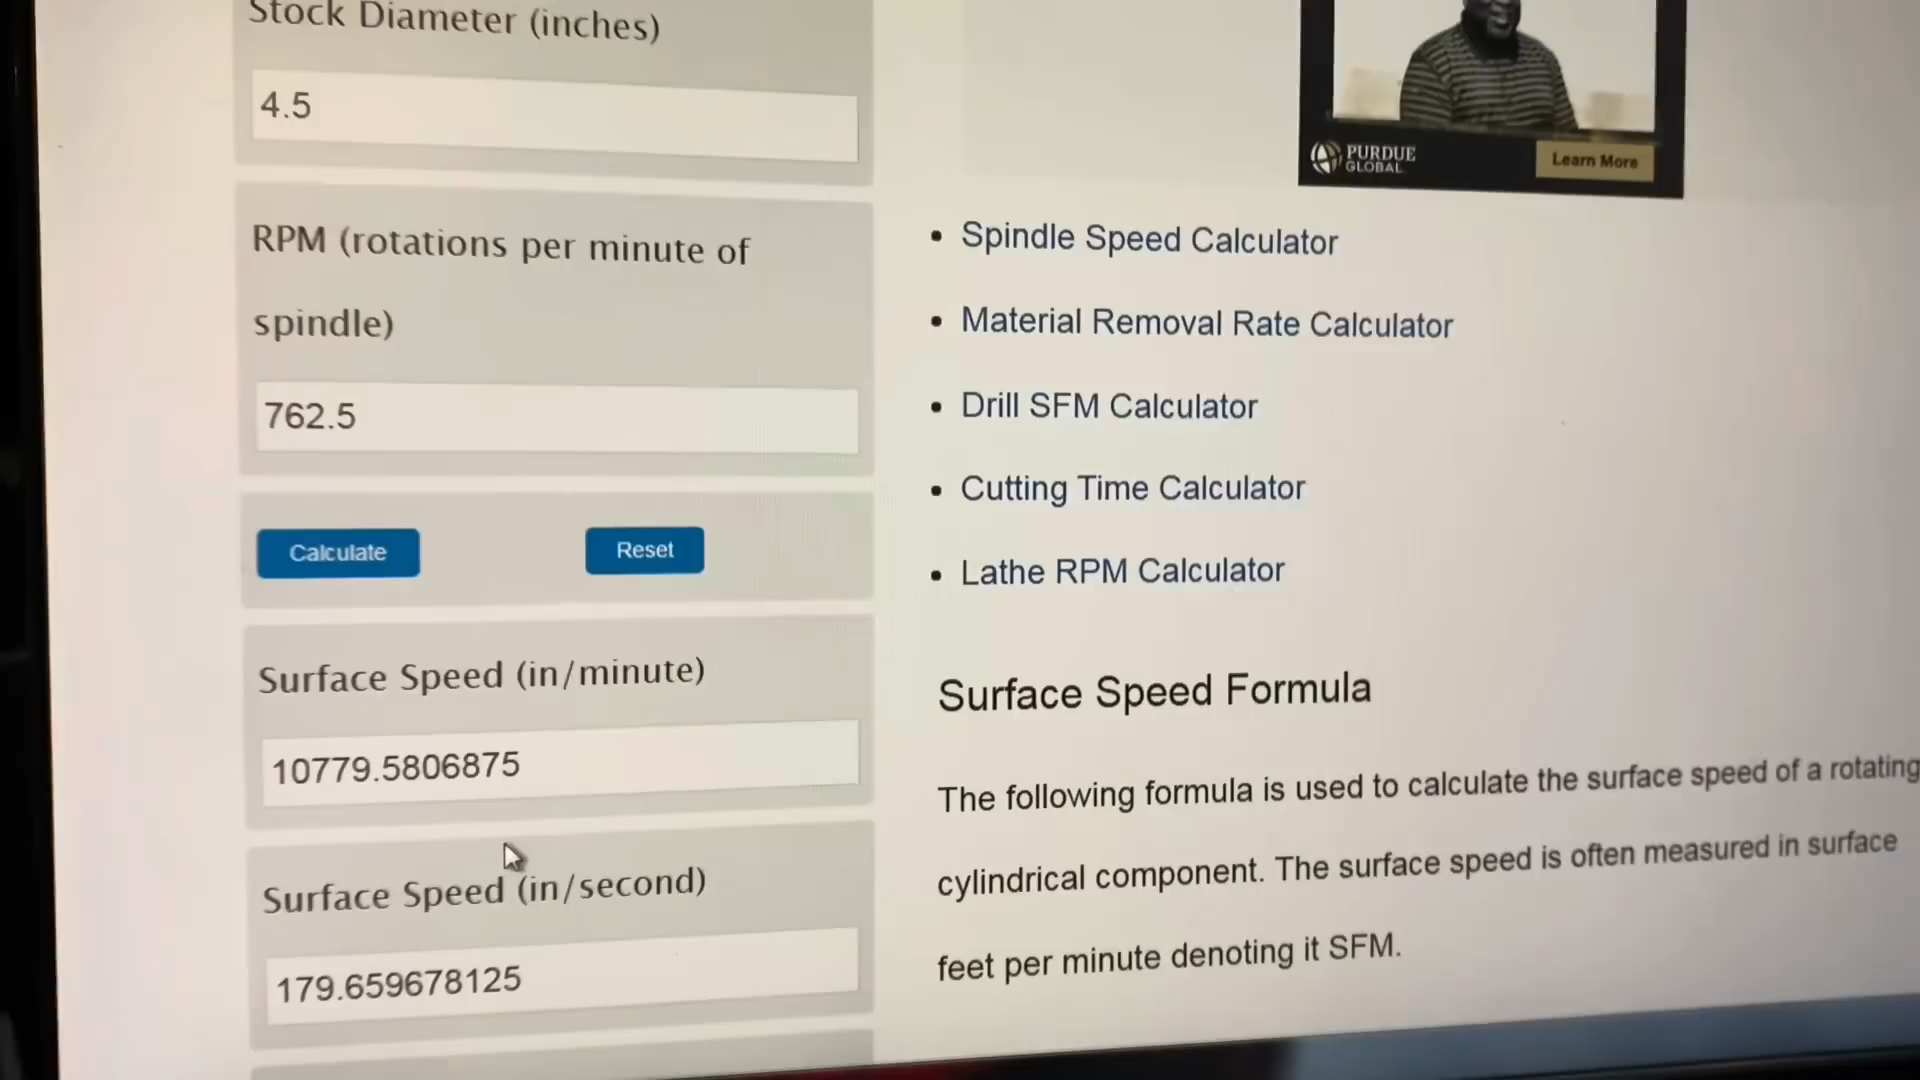 Stock Diameter (inches)
4.5
RPM (rotations per minute of
spindle)
762.5
Calculate
Reset
Surface Speed (in/minute)
10779.5806875
Surface Speed (in/second)
179.659678125
PURDUE
GLOBAL
Learn More
• Spindle Speed Calculator
• Material Removal Rate Calculator
• Drill SFM Calculator
• Cutting Time Calculator
• Lathe RPM Calculator
Surface Speed Formula
The following formula is used to calculate the surface speed of a rotating
cylindrical component. The surface speed is often measured in surface
feet per minute denoting it SFM.